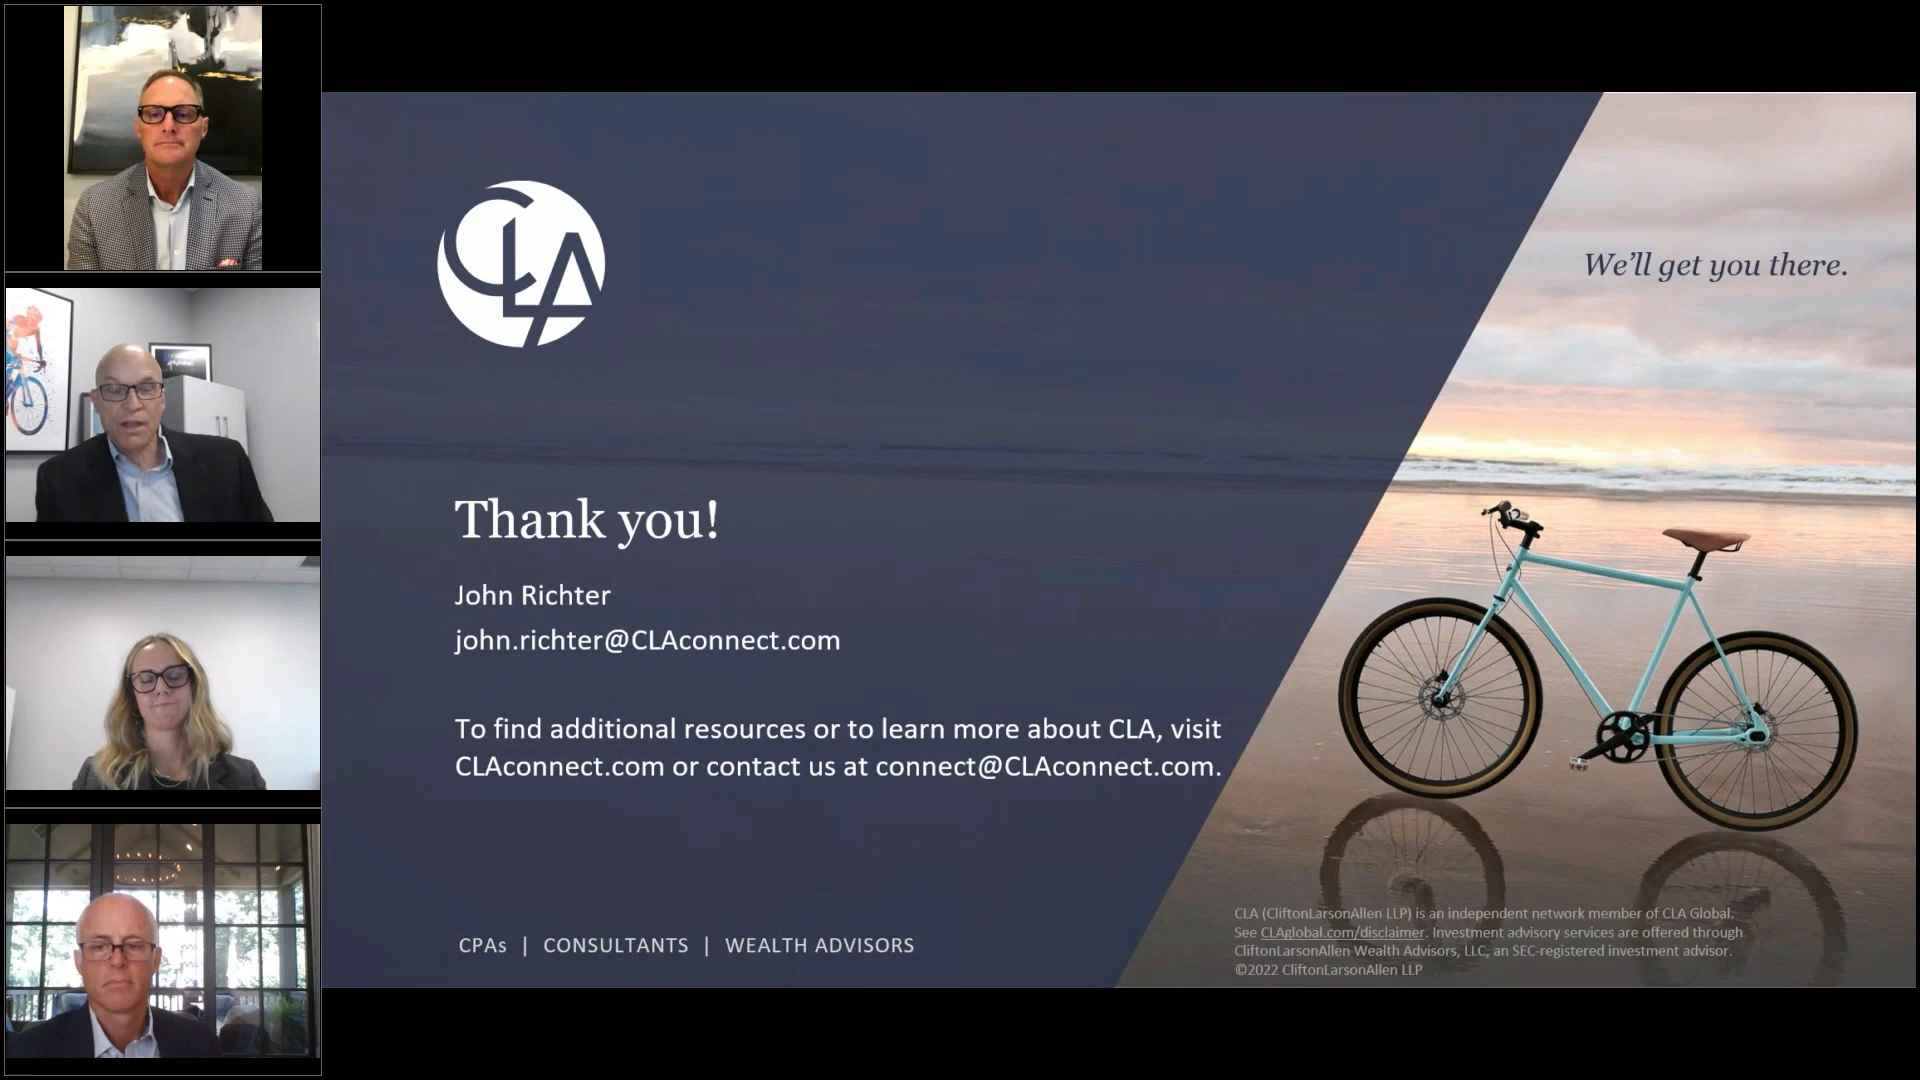 CLA
We'll get you there.
Thank you!
John Richter
john.richter@CLAconnect.com
To find additional resources or to learn more about CLA, visit
CLAconnect.com or contact us at connect@CLAconnect.com.
CPAs | CONSULTANTS | WEALTH ADVISORS
CLA (CliftonLarsonAllen LLP) is an independent network member of CLA Global.
See CLAglobal.com/disclaimer. Investment advisory services are offered through
CliftonLarsonAllen Wealth Advisors, LLC, an SEC-registered investment advisor.
©2022 CliftonLarsonAllen LLP